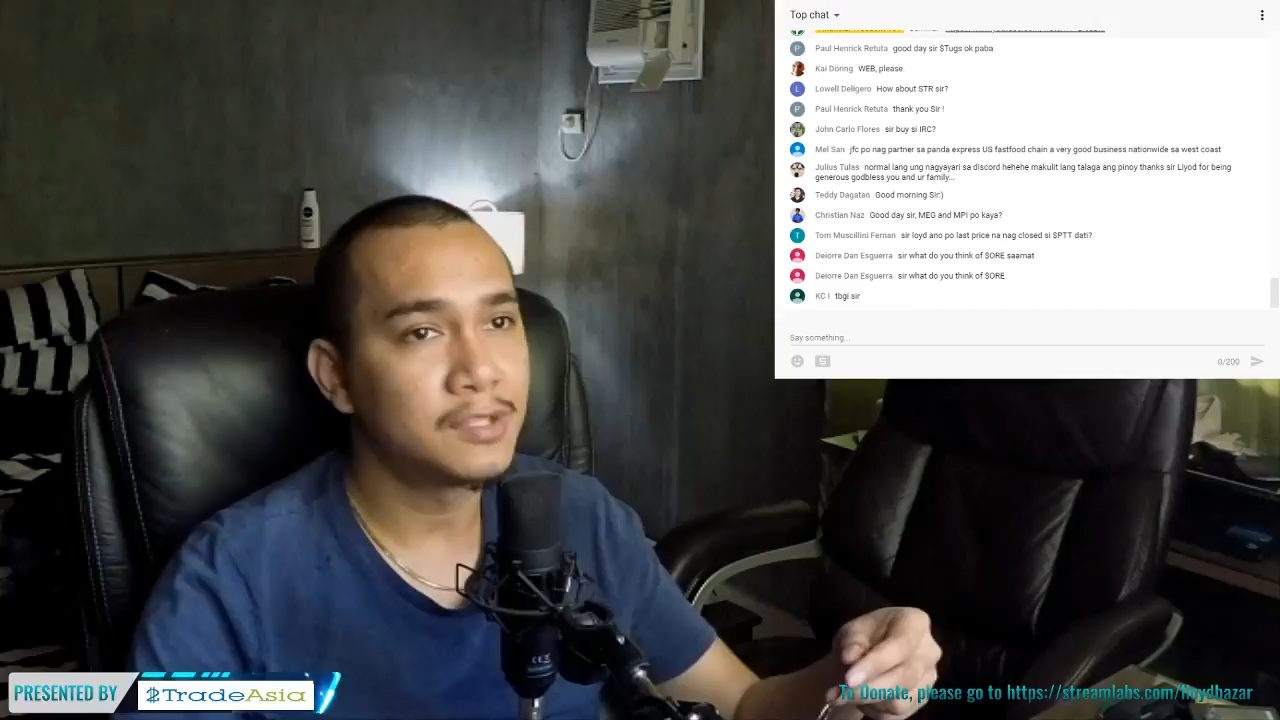 Top chat
Paul Henrick Retuta good day sir $Tugs ok paba
Kai Döring WEB, please.
L Lowell Deligero How about STR sir?
P Paul Henrick Retuta thank you Sir !
John Carlo Flores sir buy si IRC?
Mel San jfc po nag partner sa panda express US fastfood chain a very good business nationwide sa west coast
Julius Tulas normal lang ung nagyayari sa discord hehehe makulit lang talaga ang pinoy thanks sir Llyod for being
generous godbless you and ur family...
Teddy Dagatan Good morning Sir:)
Christian Naz Good day sir, MEG and MPI po kaya?
T Tom Muscillini Fernan sir loyd ano po last price na nag closed si $PTT dati?
Deiorre Dan Esguerra sir what do you think of $ORE saamat
Deiorre Dan Esguerra sir what do you think of $ORE
KC I tbgi sir
Say something...
0/200
PRESENTED BY $TradeAsia
To Donate, please go to https://streamlabs.com/lloydbazar